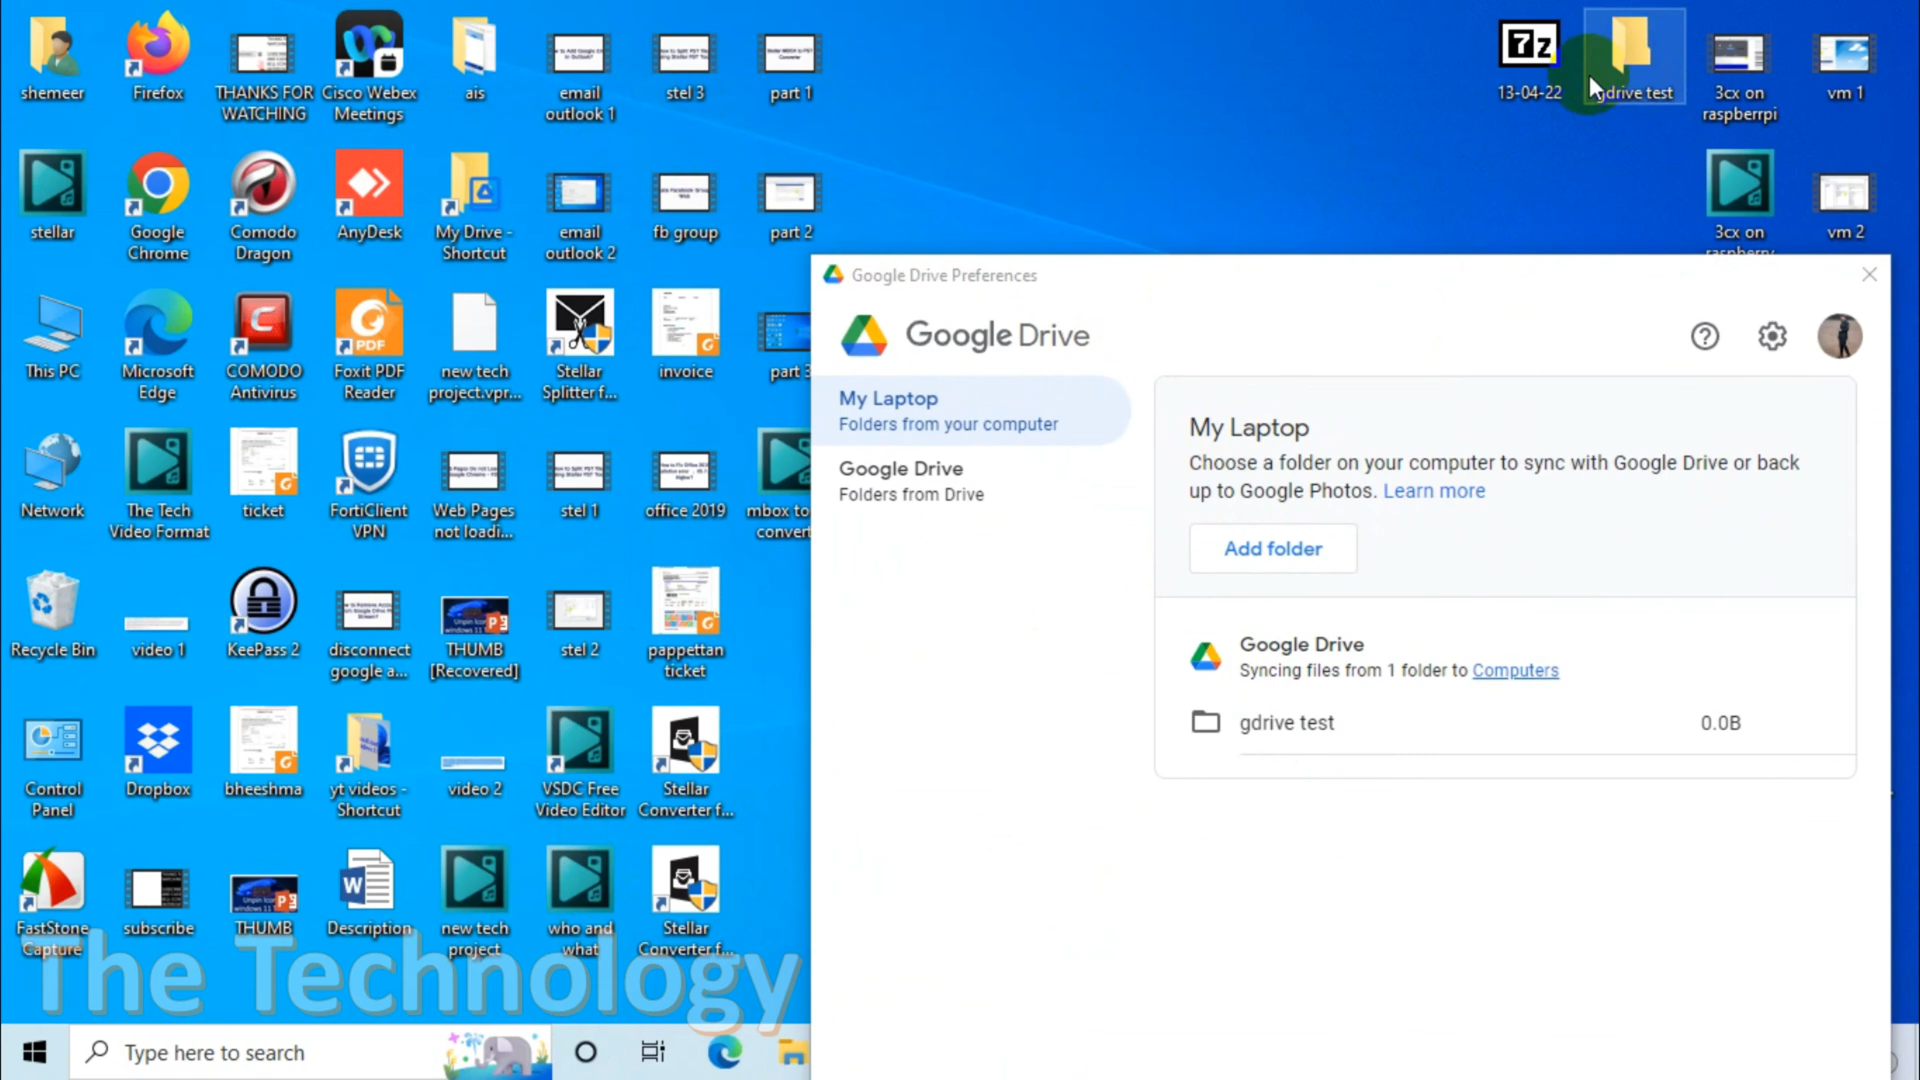 shemeer
Firefox
THANKS FOR
WATCHING
Cisco Webex
Meetings
ais
email
outlook 1
stel 3
part 1
13-04-22
gdrive test
3cx on
raspberrpi
vm 1
stellar
Google
Chrome
Comodo
Dragon
AnyDesk
My Drive -
Shortcut
email
outlook 2
fb group
part 2
3cx on
raspberry
vm 2
This PC
Microsoft
Edge
COMODO
Antivirus
PDF
Foxit PDF
Reader
new tech
project.vpr...
Stellar
Splitter f...
invoice
part 3
Network
The Tech
Video Format
ticket
FortiClient
VPN
Web Pages
not loadi...
stel 1
office 2019
mbox to
convert
Recycle Bin
video 1
KeePass 2
disconnect
google a...
THUMB
[Recovered]
stel 2
pappettan
ticket
Control
Panel
Dropbox
bheeshma
yt videos -
Shortcut
video 2
VSDC Free
Video Editor
Stellar
Converter f...
FastStone
Capture
subscribe
THUMB
Description
new tech
project
who and
what
Stellar
Converter f...
The Technology
Type here to search
Google Drive Preferences
Google Drive
My Laptop
Folders from your computer
Google Drive
Folders from Drive
My Laptop
Choose a folder on your computer to sync with Google Drive or back
up to Google Photos. Learn more
Add folder
Google Drive
Syncing files from 1 folder to Computers
gdrive test
0.0B